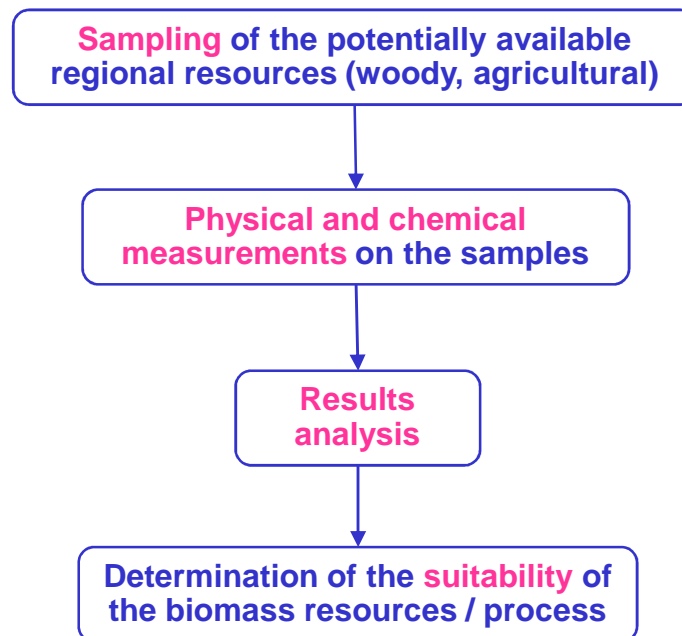 Sampling of the potentially available
regional resources (woody, agricultural)
Physical and chemical
measurements on the samples
Results
analysis
Determination of the suitability of
the biomass resources / process